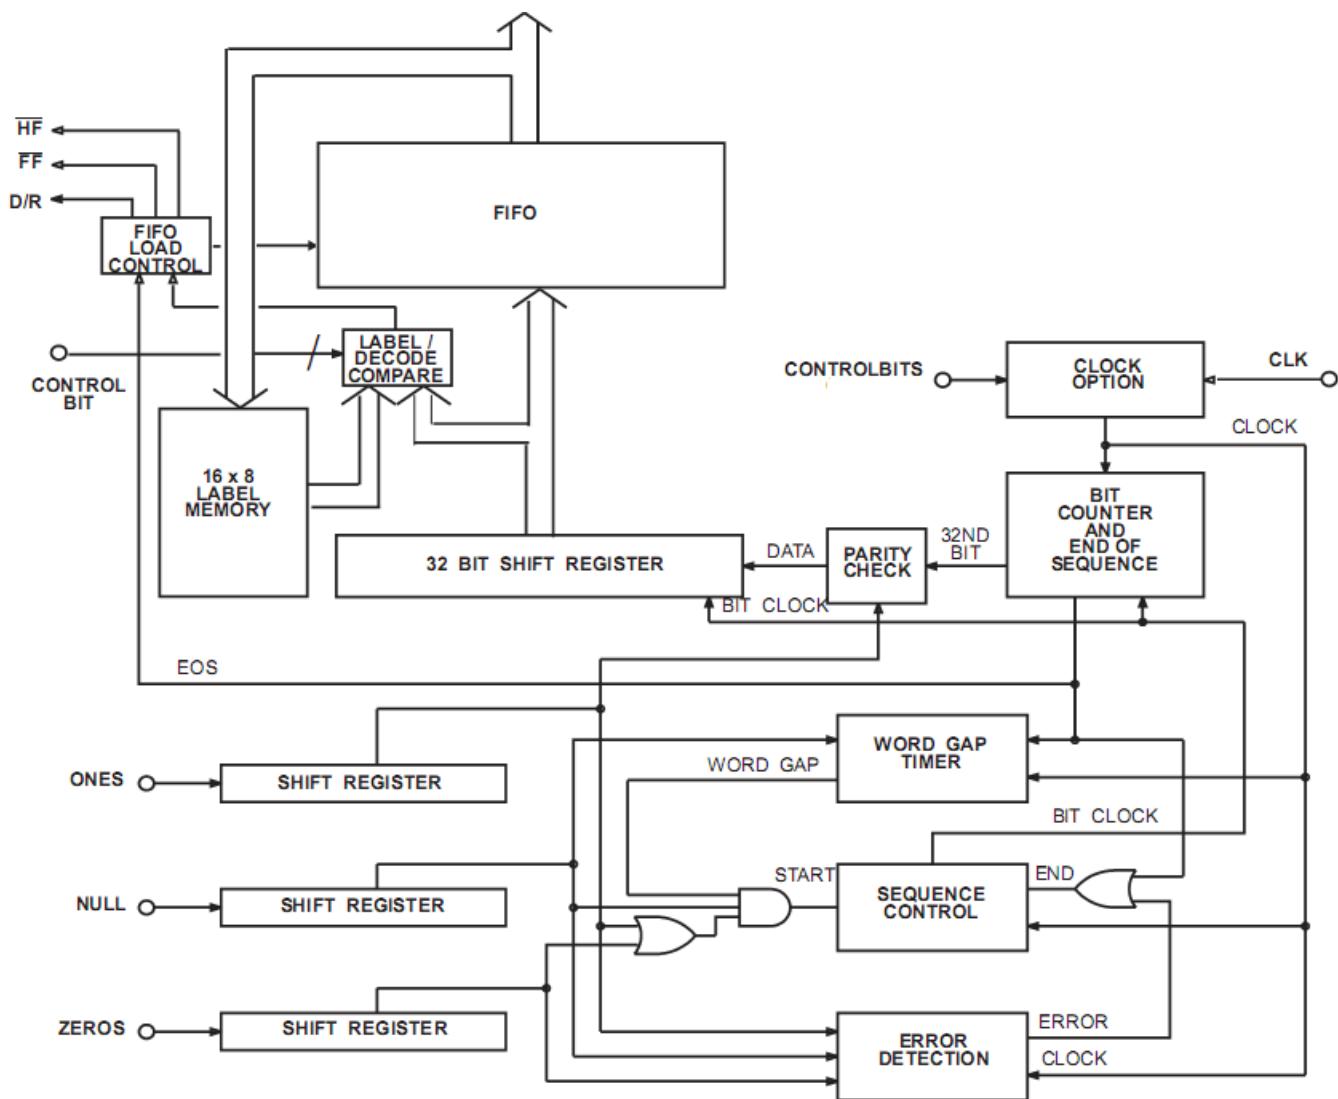 HF
FF
D/R
FIFO
LOAD
CONTROL
FIFO
CONTROL
BIT
LABEL /
DECODE
COMPARE
CONTROLBITS
CLOCK
OPTION
CLK
CLOCK
16 x 8
LABEL
MEMORY
32 BIT SHIFT REGISTER
DATA
PARITY
CHECK
32ND
BIT
BIT
COUNTER
AND
END OF
SEQUENCE
BIT CLOCK
EOS
ONES
SHIFT REGISTER
WORD GAP
WORD GAP
TIMER
BIT CLOCK
NULL
SHIFT REGISTER
START
SEQUENCE
CONTROL
END
ZEROS
SHIFT REGISTER
ERROR
DETECTION
ERROR
CLOCK